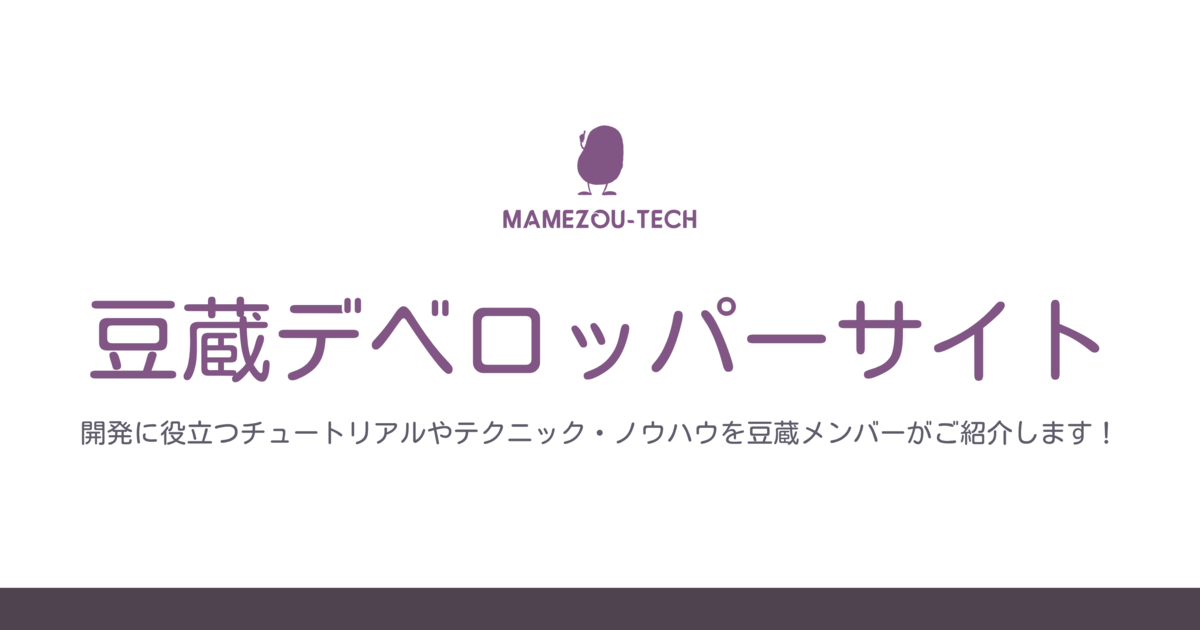 MAMEZOU-TECH
豆蔵デベロッパーサイト
開発に役立つチュートリアルやテクニック・ノウハウを豆蔵メンバーがご紹介します！